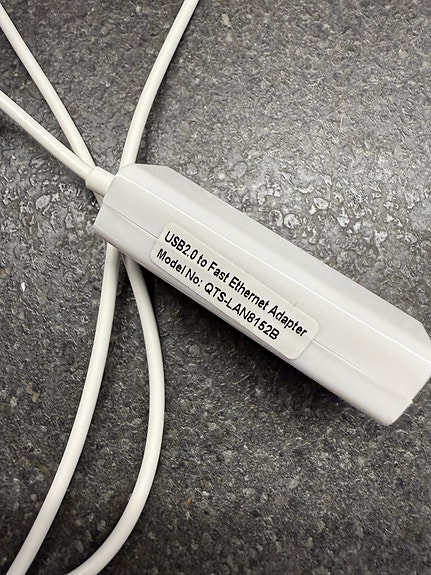 USB2.0 to Fast Ethernet Adapter
Model No: QTS-LAN8152B